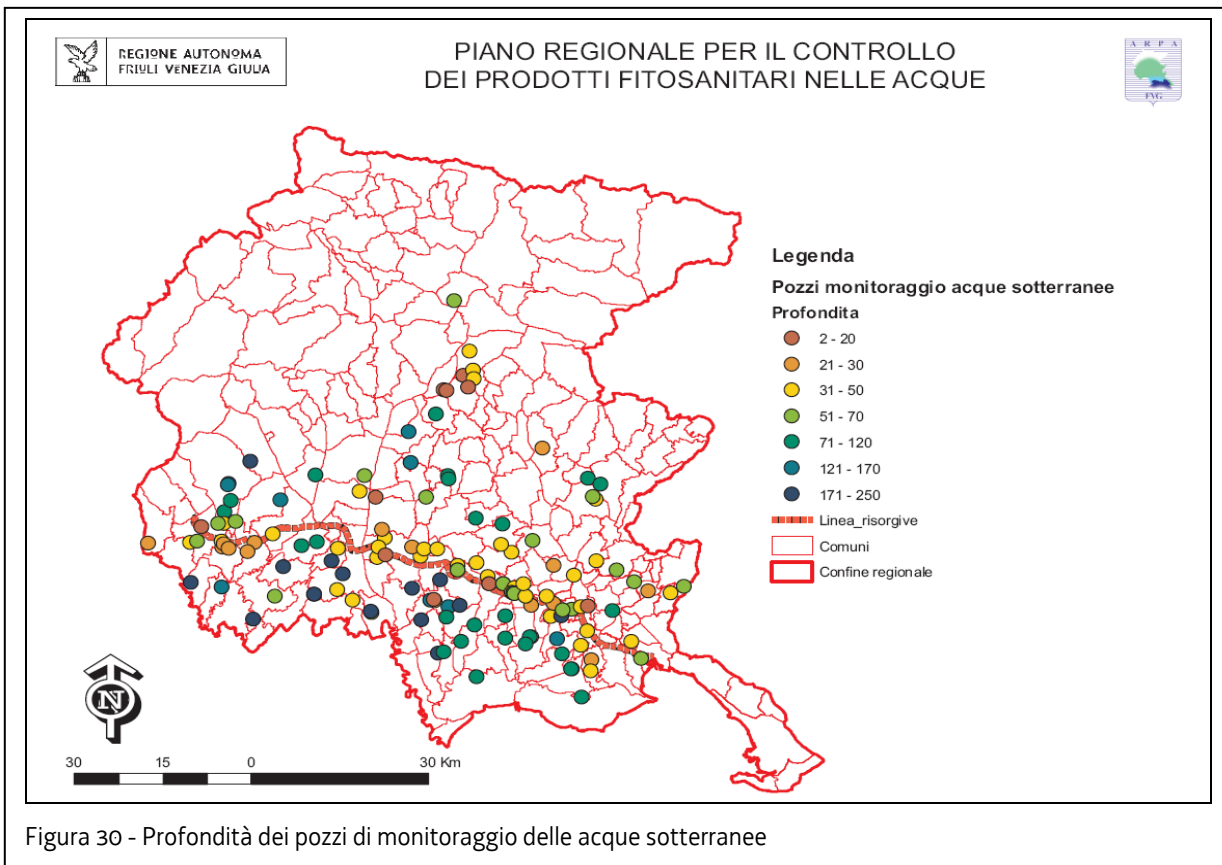 REGIONE AUTONOMA
FRIULI VENEZIA GIULIA
PIANO REGIONALE PER IL CONTROLLO
DEI PRODOTTI FITOSANITARI NELLE ACQUE
A R P A
FVG
Legenda
Pozzi monitoraggio acque sotterranee
Profondita
2 - 20
21 - 30
31 - 50
51 - 70
71 - 120
121 - 170
171 - 250
Linea_risorgive
Comuni
Confine regionale
N
30 15 0 30 Km
Figura 30 - Profondità dei pozzi di monitoraggio delle acque sotterranee